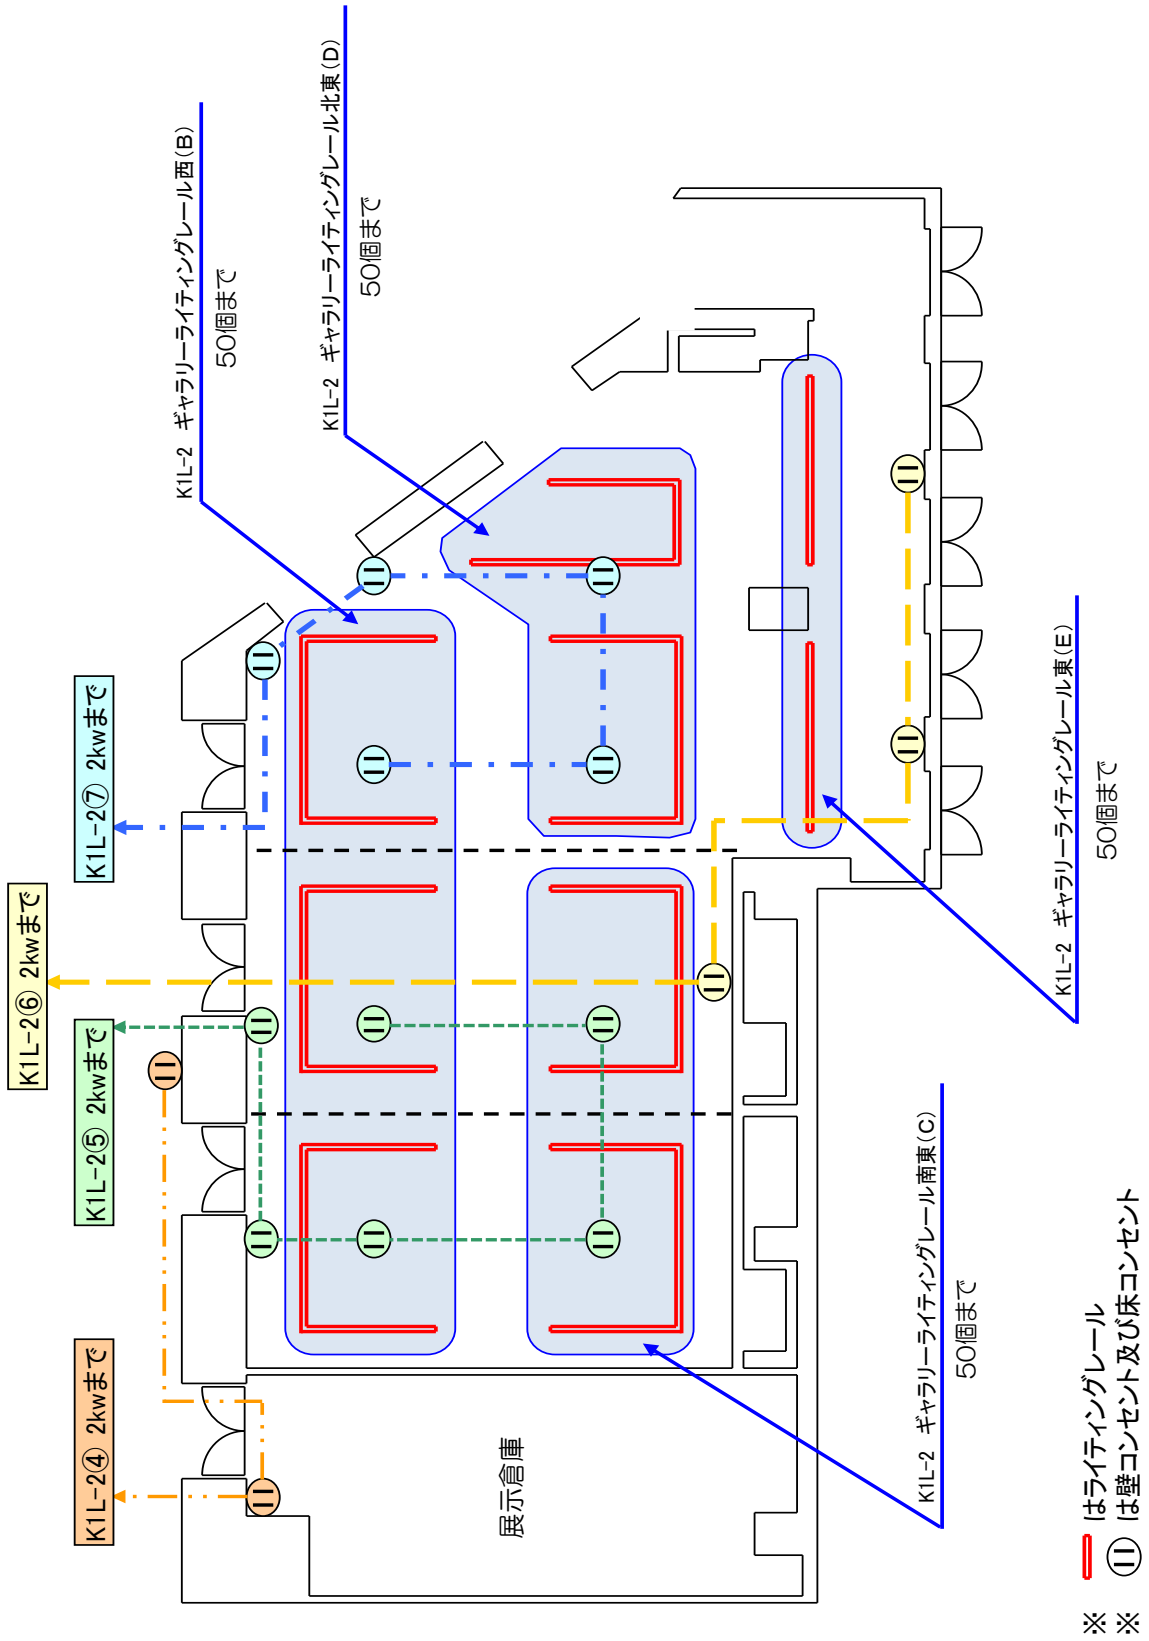 K1L-2④ 2kwまで
K1L-2⑤ 2kwまで
K1L-2⑥ 2kwまで
K1L-2⑦ 2kwまで
K1L-2 ギャラリーライティングレール西(B)
50個まで
K1L-2 ギャラリーライティングレール北東(D)
50個まで
展示倉庫
K1L-2 ギャラリーライティングレール南東(C)
50個まで
K1L-2 ギャラリーライティングレール東(E)
50個まで
※ はライティングレール
※ は壁コンセント及び床コンセント